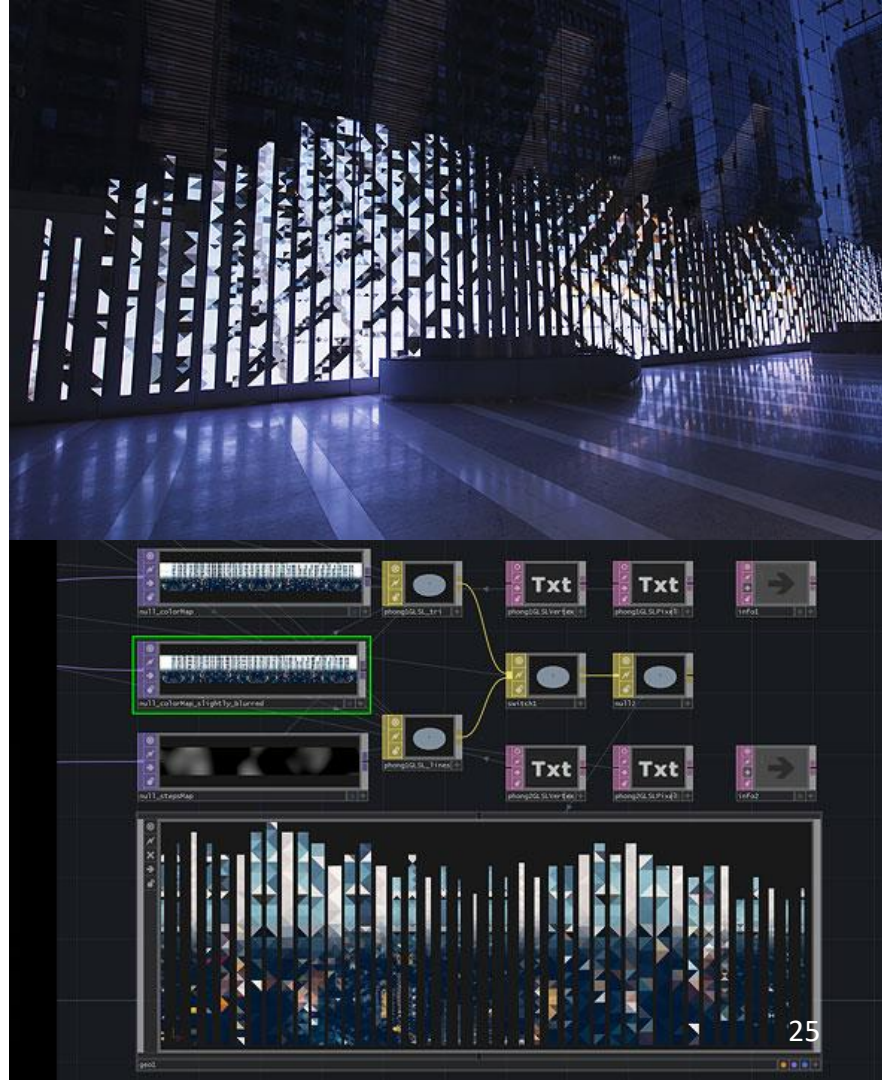 null_colorMap
phong1GLSL_tri
Txt
phong1GLSLVertex
Txt
phong1GLSLPixel
info1
null_colorMap_slightly_blurred
switch1
null2
phong1GLSL_lines
null_stepsMap
Txt
phong2GLSLVertex
Txt
phong2GLSLPixel
info2
25
geo1